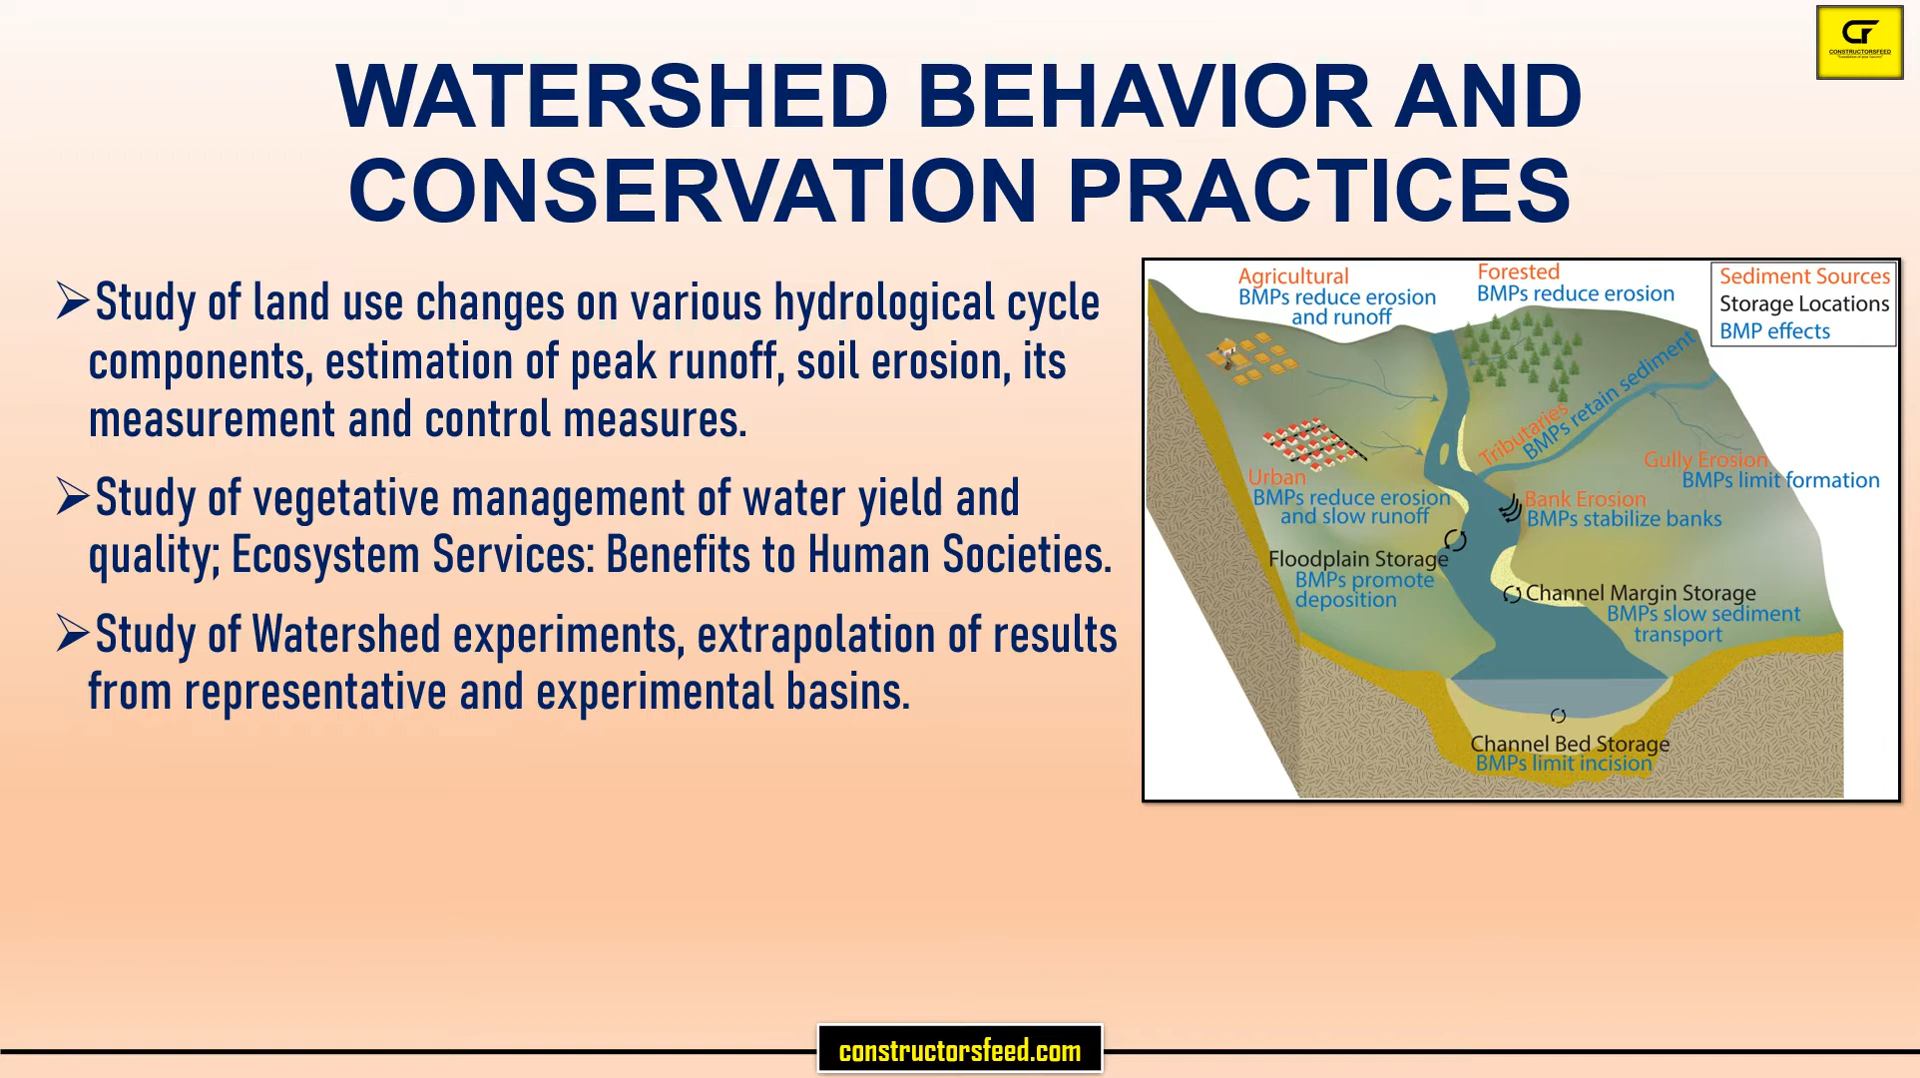 CF
CONSTRUCTORSFEED
WATERSHED BEHAVIOR AND
CONSERVATION PRACTICES
➢Study of land use changes on various hydrological cycle
components, estimation of peak runoff, soil erosion, its
measurement and control measures.
➢Study of vegetative management of water yield and
quality; Ecosystem Services: Benefits to Human Societies.
➢Study of Watershed experiments, extrapolation of results
from representative and experimental basins.
Agricultural
BMPs reduce erosion
and runoff
Forested
BMPs reduce erosion
Sediment Sources
Storage Locations
BMP effects
Tributaries
BMPs retain sediment
Gully Erosion
BMPs limit formation
Urban
BMPs reduce erosion
and slow runoff
Bank Erosion
BMPs stabilize banks
Floodplain Storage
BMPs promote
deposition
Channel Margin Storage
BMPs slow sediment
transport
Channel Bed Storage
BMPs limit incision
constructorsfeed.com